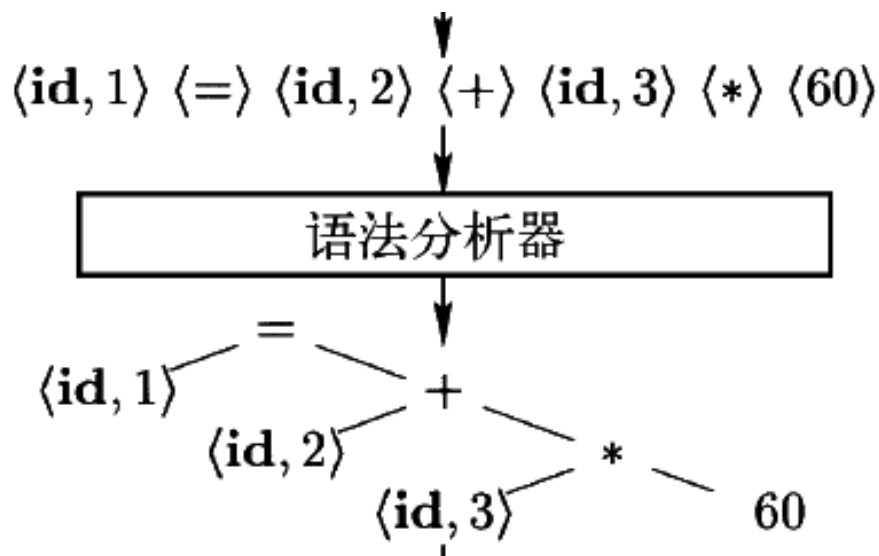 ⟨id, 1⟩ ⟨=⟩ ⟨id, 2⟩ ⟨+⟩ ⟨id, 3⟩ ⟨*⟩ ⟨60⟩
语法分析器
=
⟨id, 1⟩ +
⟨id, 2⟩ *
⟨id, 3⟩ 60